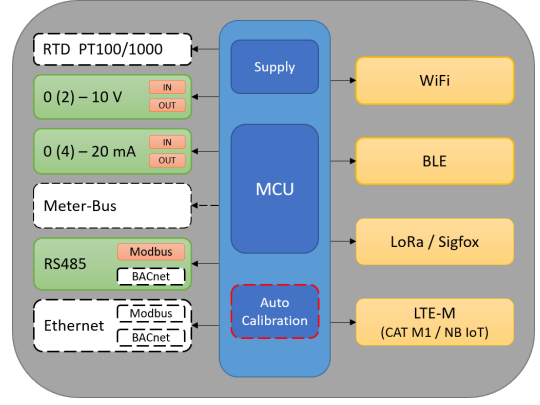 RTD PT100/1000
0 (2) – 10 V
IN
OUT
0 (4) – 20 mA
IN
OUT
Meter-Bus
RS485
Modbus
BACnet
Ethernet
Modbus
BACnet
Supply
MCU
Auto
Calibration
WiFi
BLE
LoRa / Sigfox
LTE-M
(CAT M1 / NB IoT)